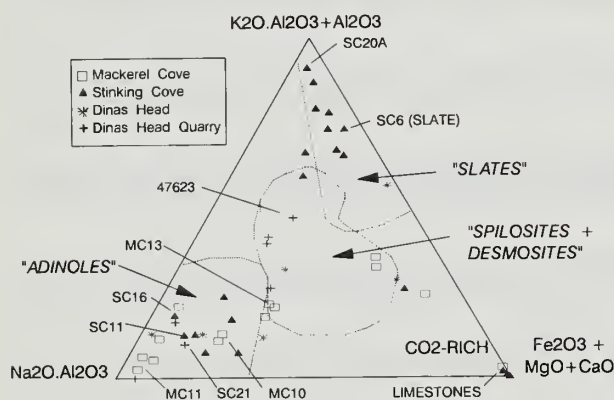 K2O.Al2O3+Al2O3
SC20A
Mackerel Cove
Stinking Cove
Dinas Head
Dinas Head Quarry
SC6 (SLATE)
"SLATES"
47623
"SPILOSITES +
DESMOSITES"
MC13
"ADINOLES"
SC16
SC11
CO2-RICH
Fe2O3 +
MgO+CaO
Na2O.Al2O3
MC11
SC21
MC10
LIMESTONES